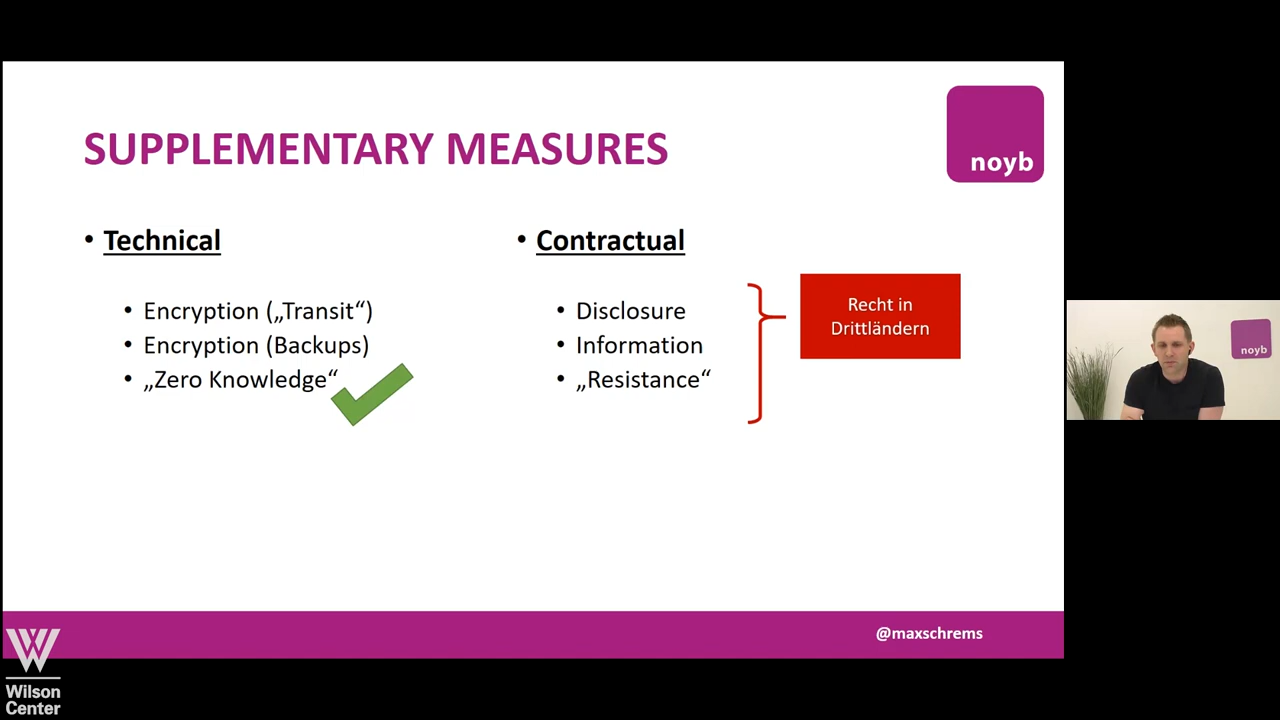 SUPPLEMENTARY MEASURES
noyb
• Technical
• Encryption („Transit“)
• Encryption (Backups)
• „Zero Knowledge“
• Contractual
• Disclosure
• Information
• „Resistance“
Recht in
Drittländern
noyb
@maxschrems
Wilson
Center